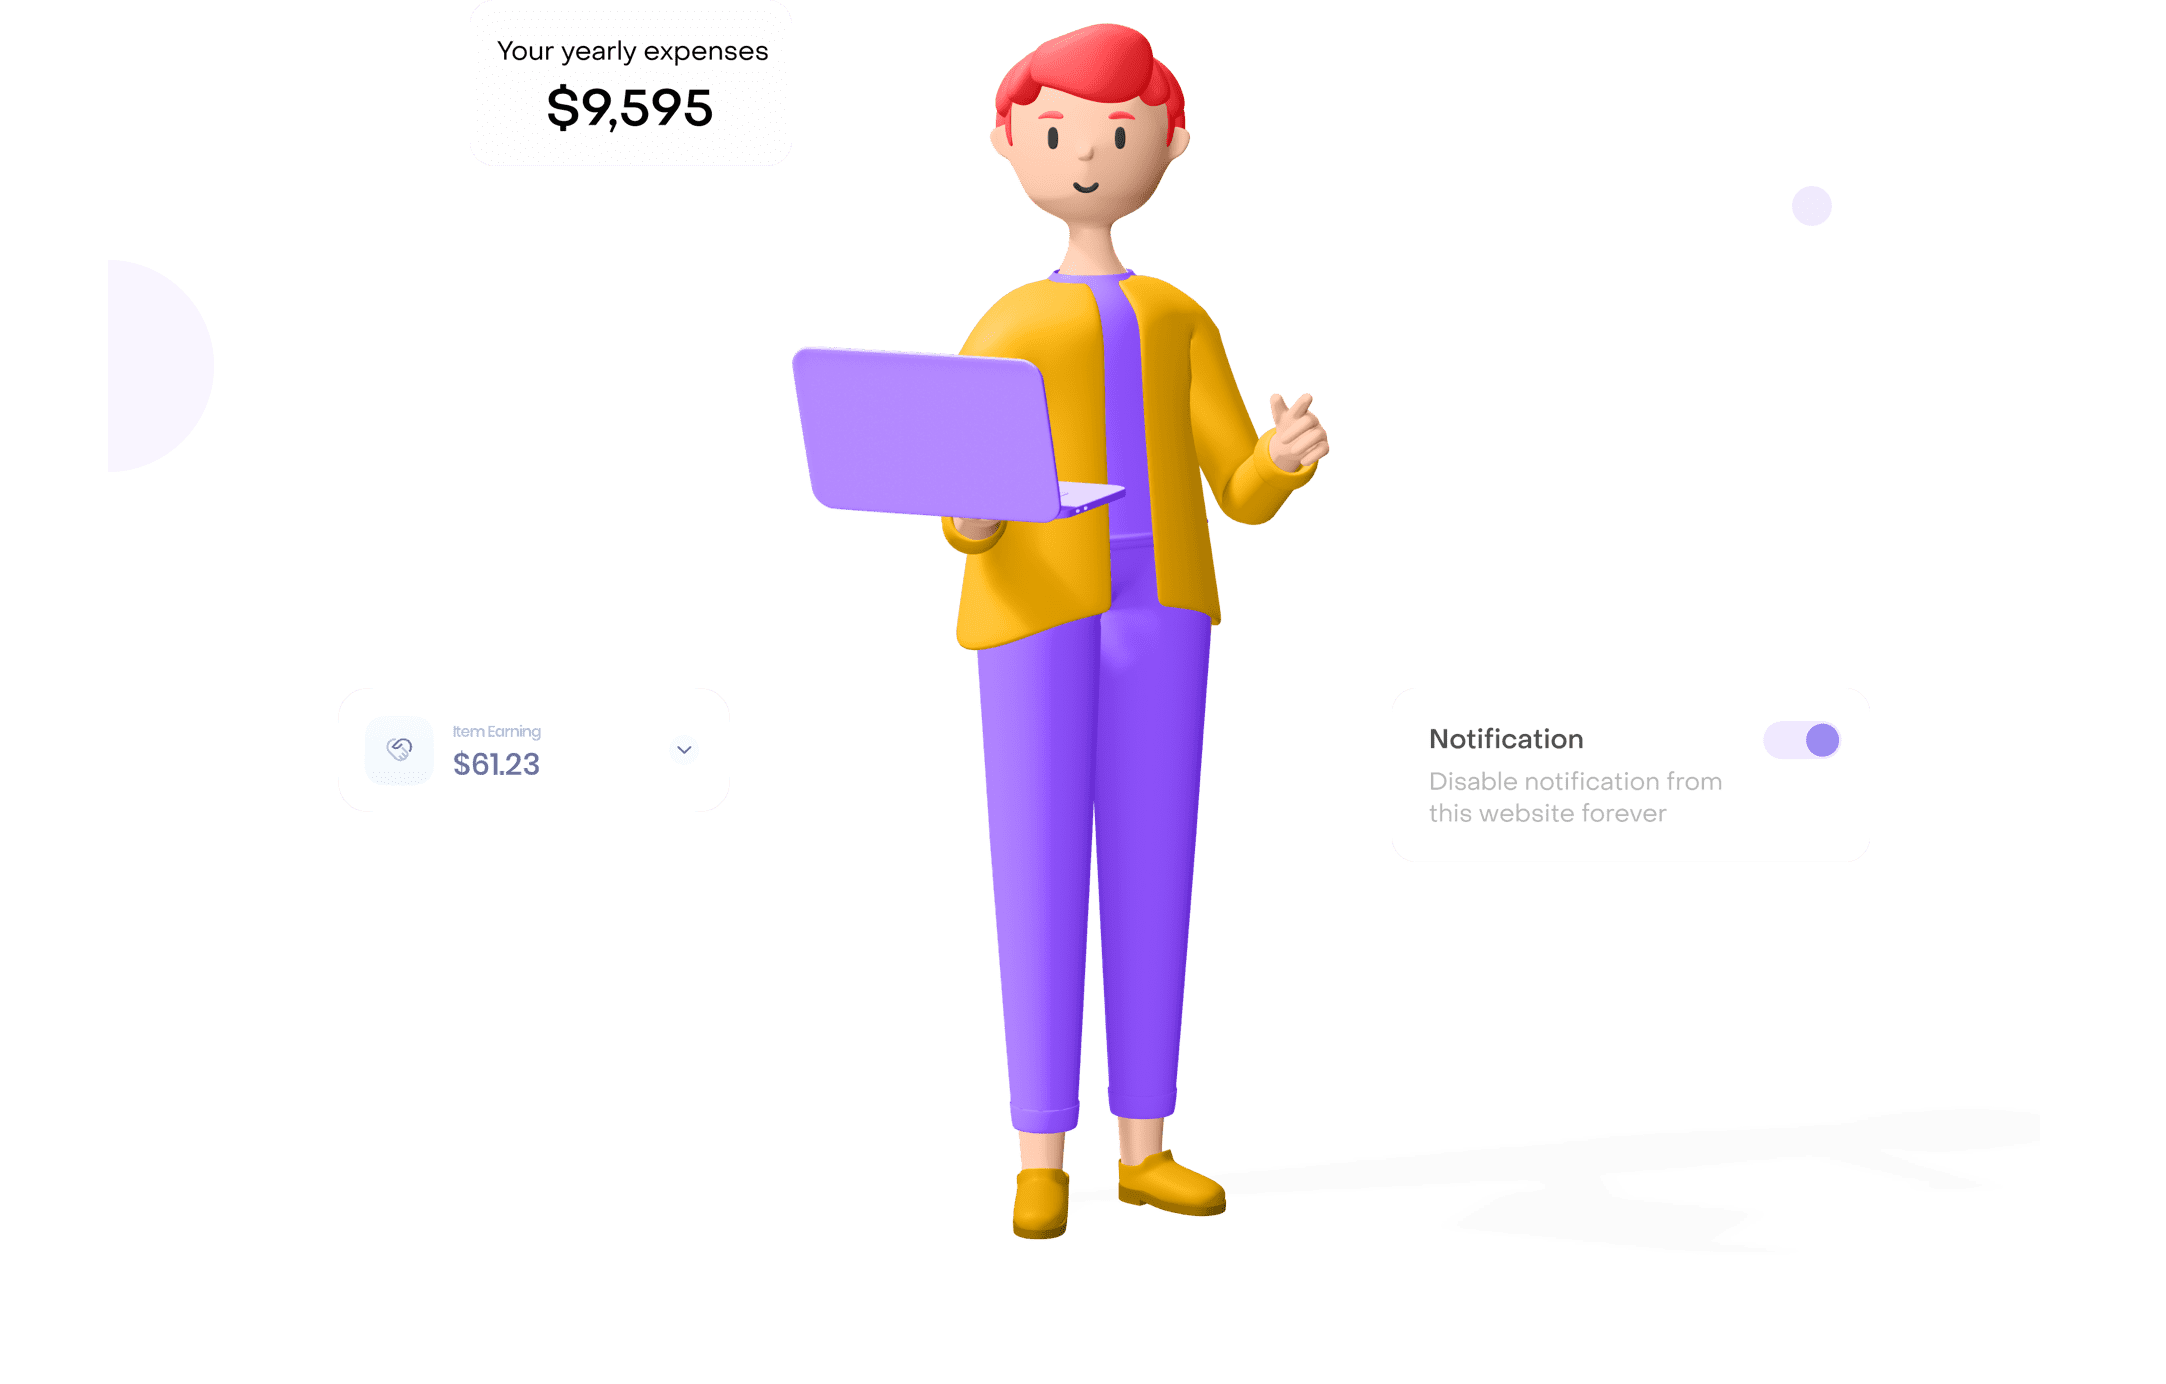 Your yearly expenses
$9,595
Item Earning
$61.23
Notification
Disable notification from
this website forever